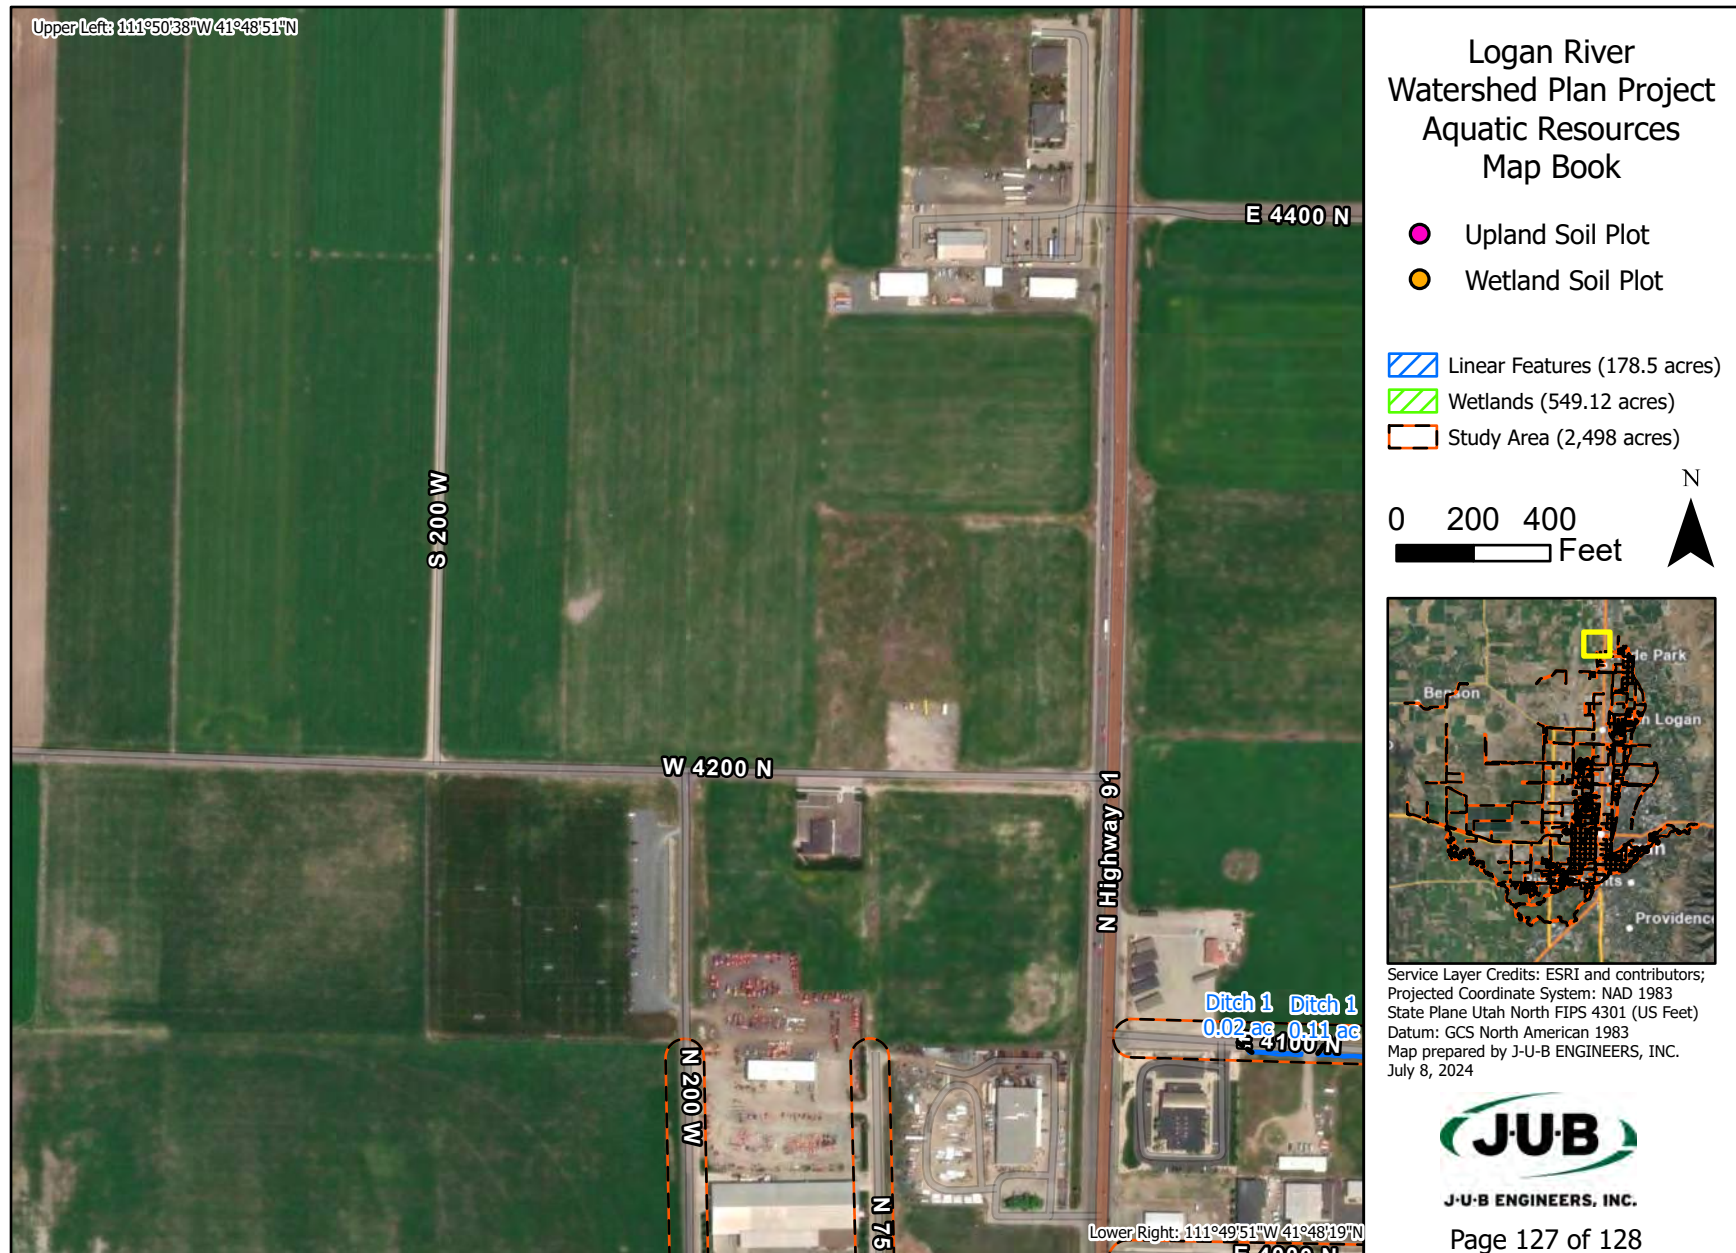 Upper Left: 111°50'38"W 41°48'51"N
E 4400 N
S 200 W
W 4200 N
N Highway 91
Ditch 1
0.02 ac
Ditch 1
0.11 ac
E 4100 N
N 200 W
N 75
Lower Right: 111°49'51"W 41°48'19"N
Logan River
Watershed Plan Project
Aquatic Resources
Map Book
Upland Soil Plot
Wetland Soil Plot
Linear Features (178.5 acres)
Wetlands (549.12 acres)
Study Area (2,498 acres)
N
0 200 400
Feet
de Park
Benson
Logan
Providence
Service Layer Credits: ESRI and contributors;
Projected Coordinate System: NAD 1983
State Plane Utah North FIPS 4301 (US Feet)
Datum: GCS North American 1983
Map prepared by J-U-B ENGINEERS, INC.
July 8, 2024
J·U·B
J·U·B ENGINEERS, INC.
Page 127 of 128